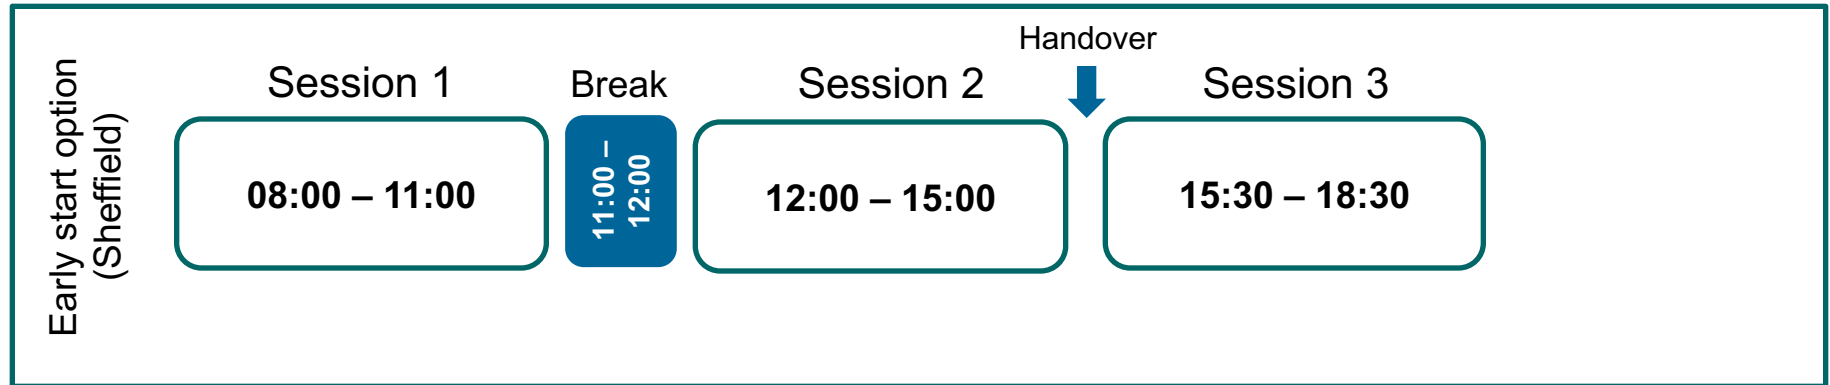 Early start option
(Sheffield)
Session 1
08:00 – 11:00
Break
11:00 –
12:00
Session 2
12:00 – 15:00
Handover
Session 3
15:30 – 18:30